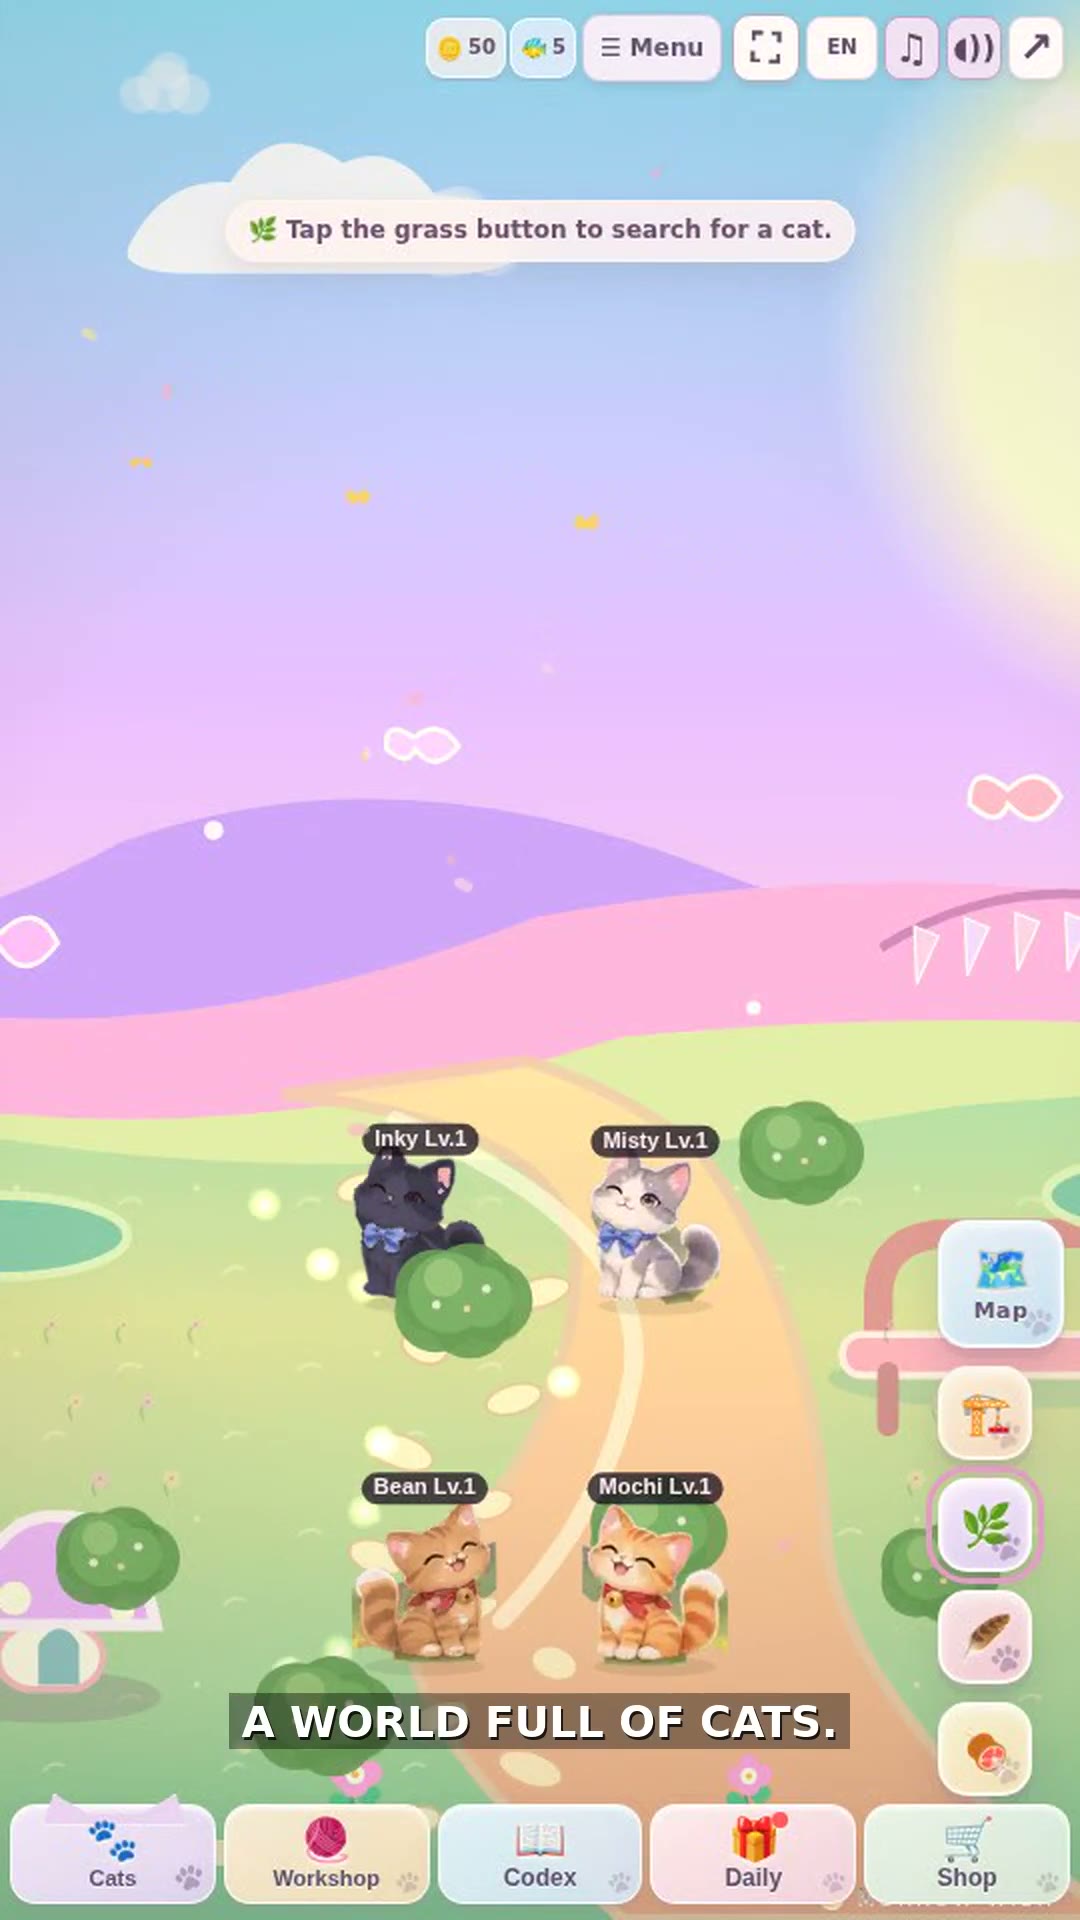 50
5
☰ Menu
EN
Tap the grass button to search for a cat.
Inky Lv.1
Misty Lv.1
Map
Bean Lv.1
Mochi Lv.1
A WORLD FULL OF CATS.
Cats
Workshop
Codex
Daily
Shop